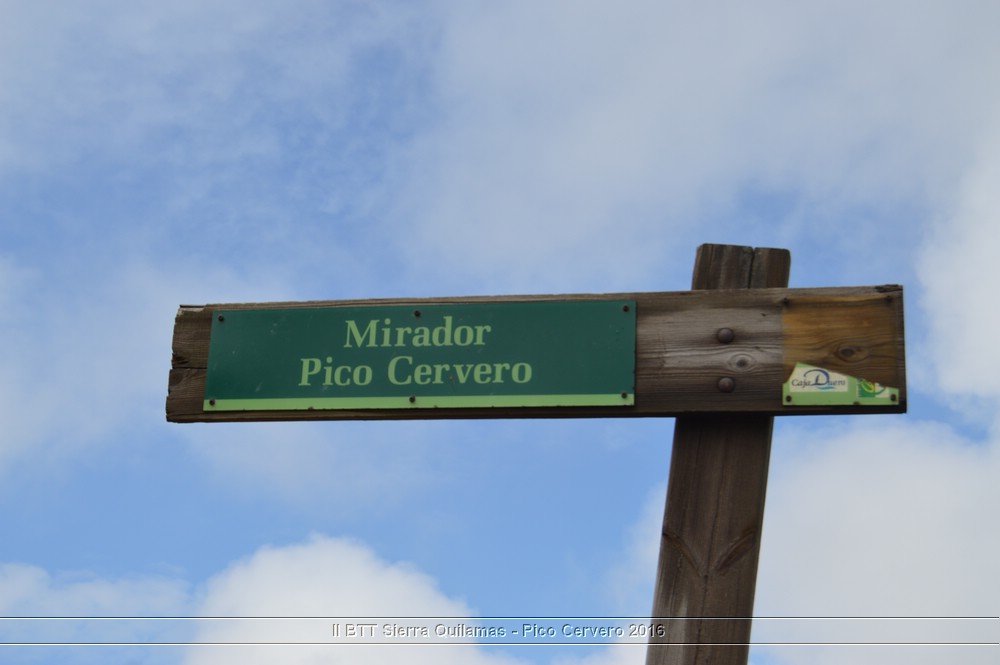 Mirador
Pico Cervero
Caja Duero
II BTT Sierra Quilamas - Pico Cervero 2016